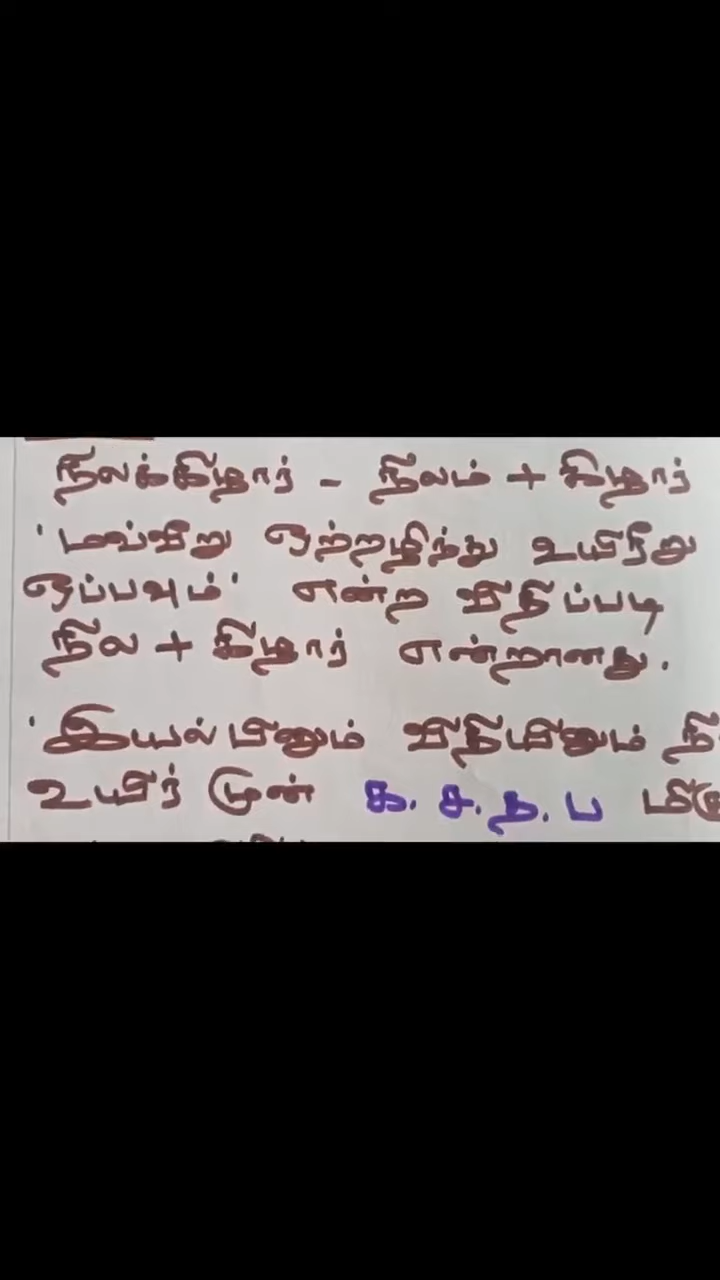 நிலக்கிழார் - நிலம் + கிழார்
'மவ்வீறு ஒற்றழிந்து உயிரீறு
ஒப்பவும்' என்ற விதிப்படி
நில + கிழார் என்றானது.
'இயல்பினும் விதியினும்
உயிர் முன் க. ச. த. ப